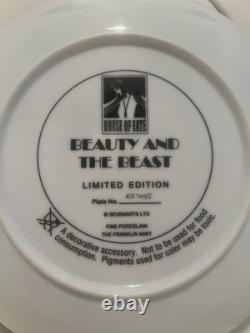 HOUSE OF ERTÉ
BEAUTY AND
THE BEAST
LIMITED EDITION
Plate No.
© SEVENARTS LTD
FINE PORCELAIN
THE FRANKLIN MINT
A decorative accessory. Not to be used for food
consumption. Pigments used for color may be toxic.